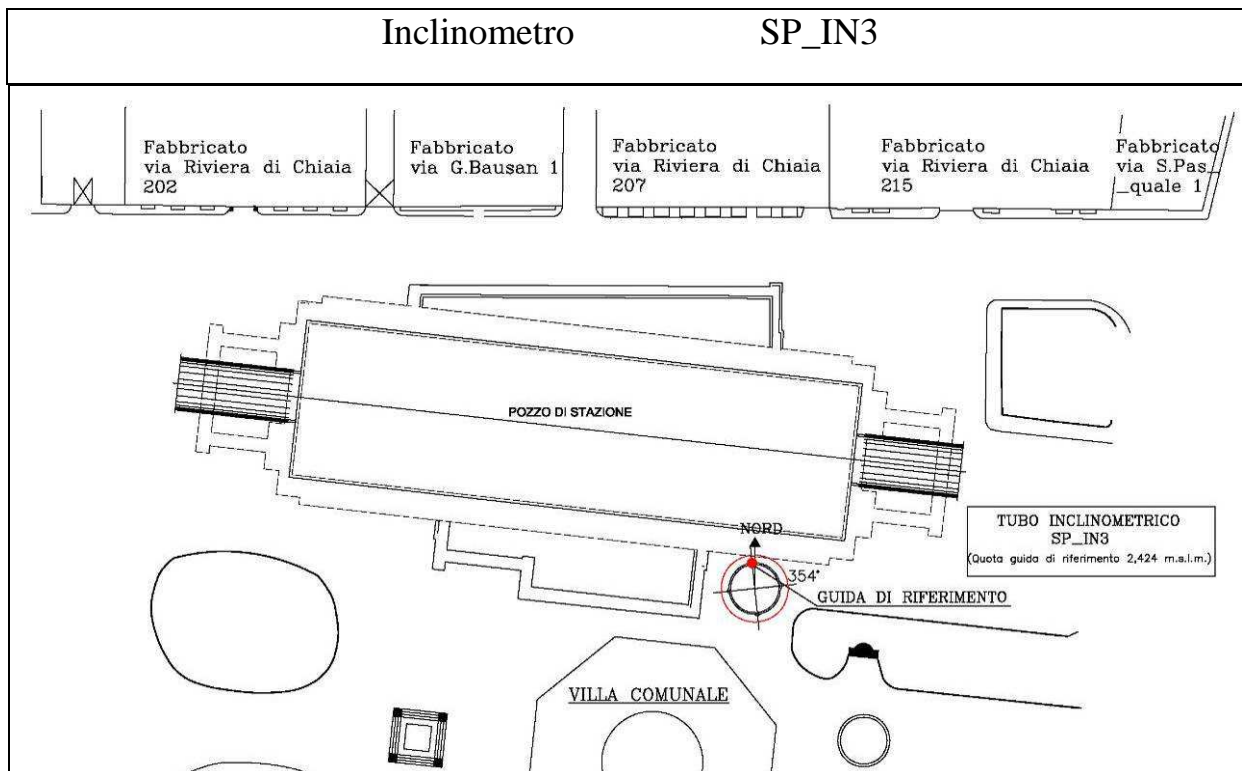 Inclinometro SP_IN3
Fabbricato
via Riviera di Chiaia
202
Fabbricato
via G.Bausan 1
Fabbricato
via Riviera di Chiaia
207
Fabbricato
via Riviera di Chiaia
215
Fabbricato
via S.Pas_
_quale 1
POZZO DI STAZIONE
NORD
354°
GUIDA DI RIFERIMENTO
TUBO INCLINOMETRICO
SP_IN3
(Quota guida di riferimento 2,424 m.s.l.m.)
VILLA COMUNALE